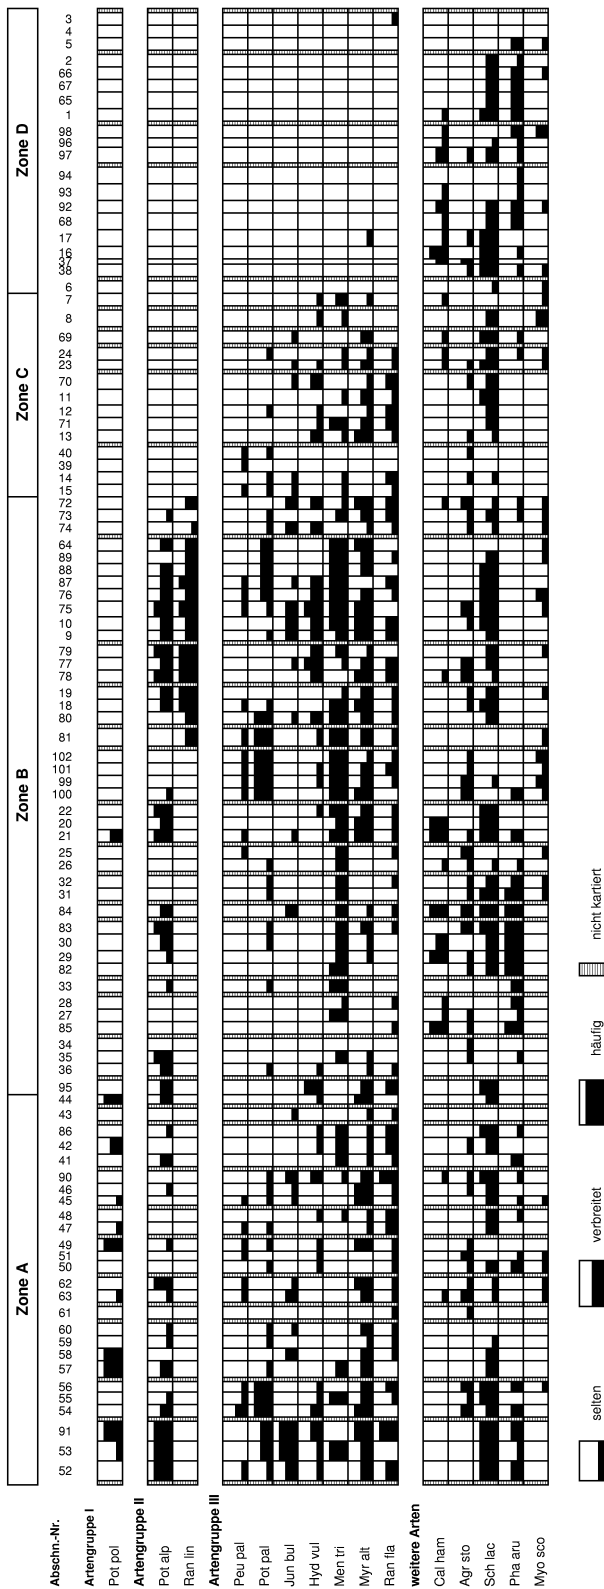 Zone A Zone B Zone C Zone D
Abschn.-Nr. 52 53 91 54 55 56 57 58 59 60 61 63 62 50 51 49 47 48 45 46 90 41 42 86 43 44 95 36 35 34 85 27 28 33 82 29 30 83 84 31 32 26 25 21 20 22 100 99 101 102 81 80 18 19 78 77 79 9 10 75 76 87 88 89 64 74 73 72 15 14 39 40 13 71 12 11 70 23 24 69 8 7 6 38 37 16 17 68 92 93 94 97 96 98 1 65 67 66 2 5 4 3
Artengruppe I
Pot pol
Artengruppe II
Pot alp
Ran lin
Artengruppe III
Peu pal
Pot pal
Jun bul
Hyd vul
Men tri
Myr alt
Ran fla
weitere Arten
Cal ham
Agr sto
Sch lac
Pha aru
Myo sco
selten verbreitet häufig nicht kartiert